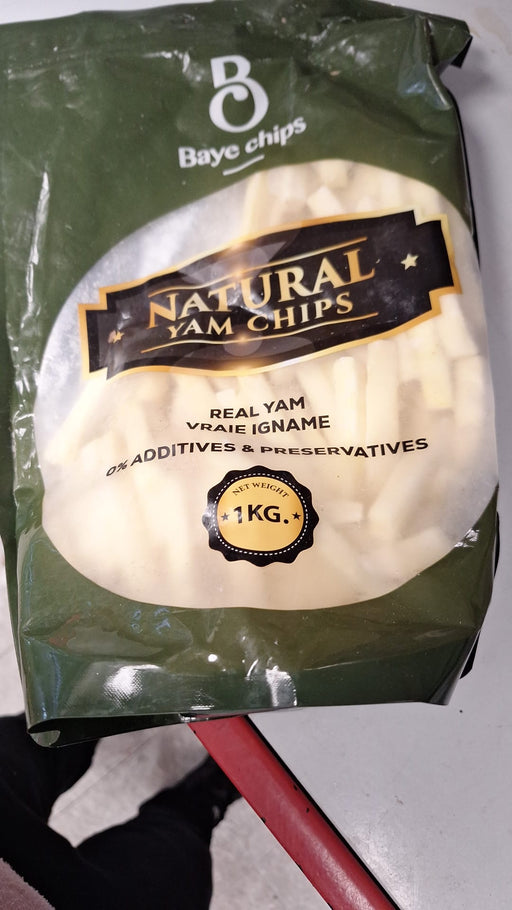 B
Baye chips
NATURAL
YAM CHIPS
REAL YAM
VRAIE IGNAME
0% ADDITIVES & PRESERVATIVES
NET WEIGHT
1KG.